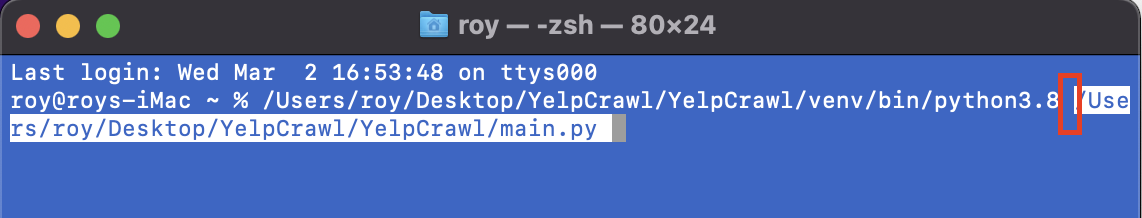 roy — -zsh — 80×24
Last login: Wed Mar  2 16:53:48 on ttys000
roy@roys-iMac ~ % /Users/roy/Desktop/YelpCrawl/YelpCrawl/venv/bin/python3.8 /Use
rs/roy/Desktop/YelpCrawl/YelpCrawl/main.py